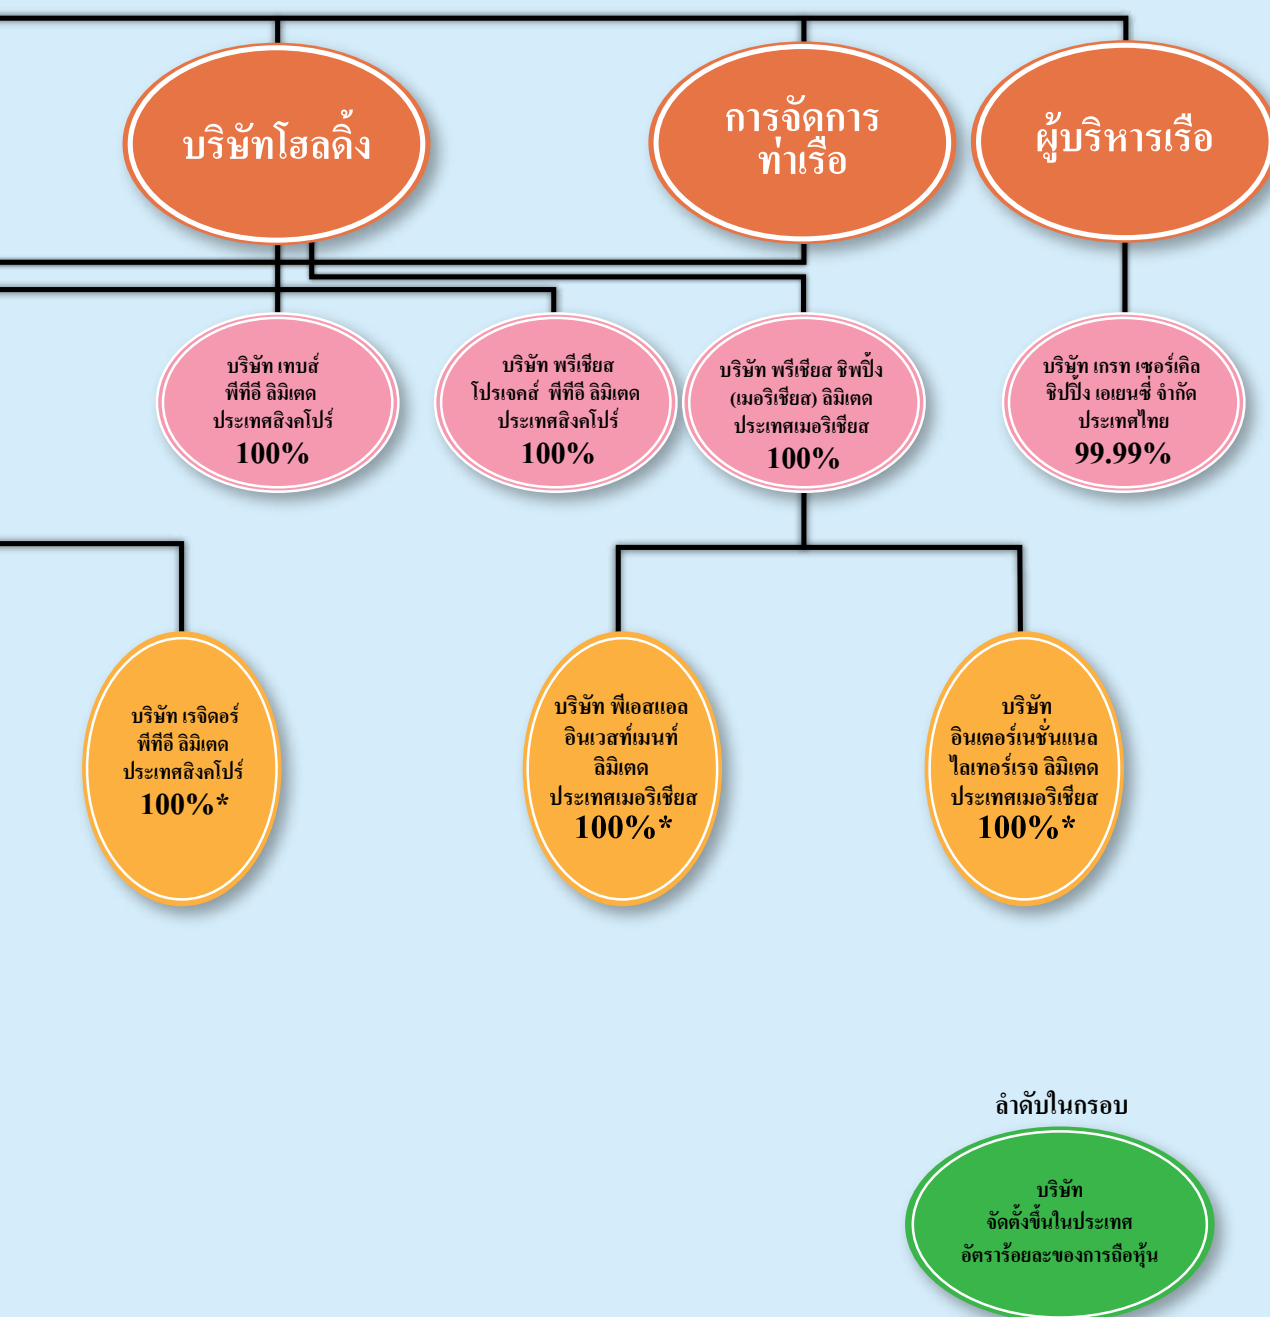 บริษัทโฮลดิ้ง
การจัดการ
ท่าเรือ
ผู้บริหารเรือ
บริษัท เทบส์
พีทีอี ลิมิเตด
ประเทศสิงคโปร์
100%
บริษัท พรีเชียส
โปรเจคส์ พีทีอี ลิมิเตด
ประเทศสิงคโปร์
100%
บริษัท พรีเชียส ชิพปิ้ง
(เมอริเชียส) ลิมิเตด
ประเทศเมอริเชียส
100%
บริษัท เกรท เซอร์เคิล
ชิปปิ้ง เอเยนซี่ จำกัด
ประเทศไทย
99.99%
บริษัท เรจิดอร์
พีทีอี ลิมิเตด
ประเทศสิงคโปร์
100%*
บริษัท พีเอสแอล
อินเวสท์เมนท์
ลิมิเตด
ประเทศเมอริเชียส
100%*
บริษัท
อินเตอร์เนชั่นแนล
ไลเทอร์เรจ ลิมิเตด
ประเทศเมอริเชียส
100%*
ลำดับในกรอบ
บริษัท
จัดตั้งขึ้นในประเทศ
อัตราร้อยละของการถือหุ้น